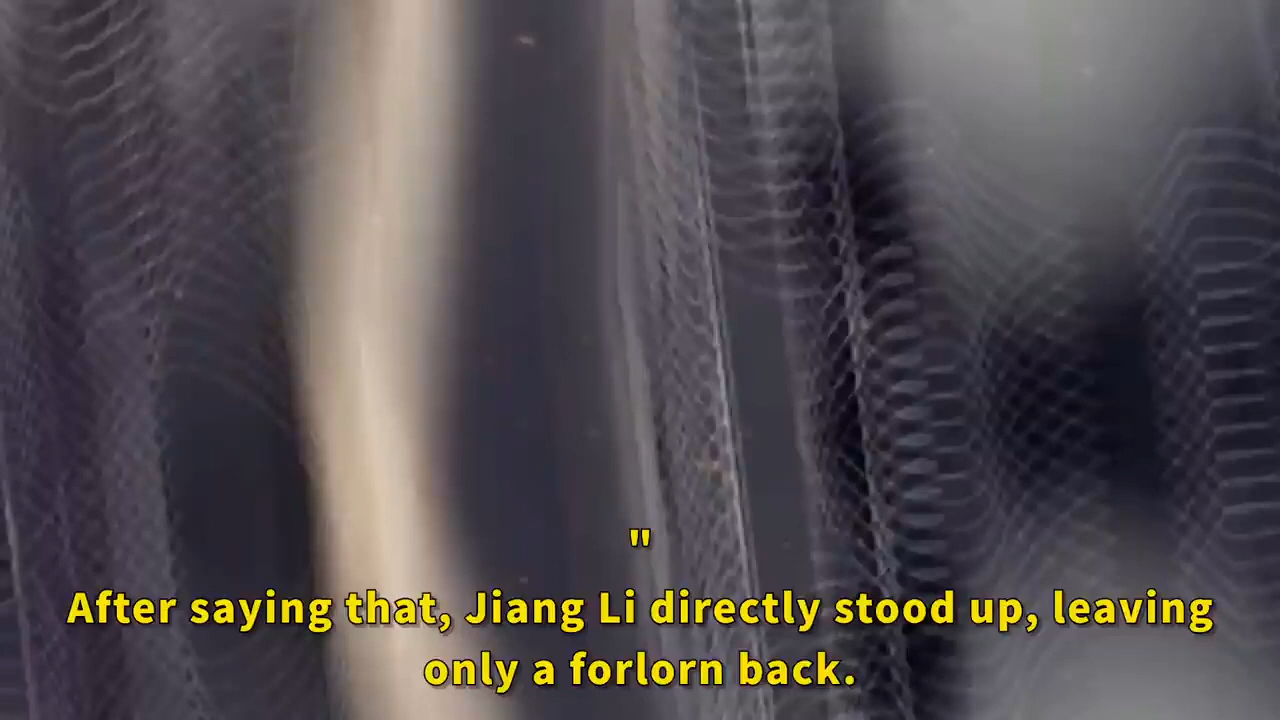 "
After saying that, Jiang Li directly stood up, leaving
only a forlorn back.